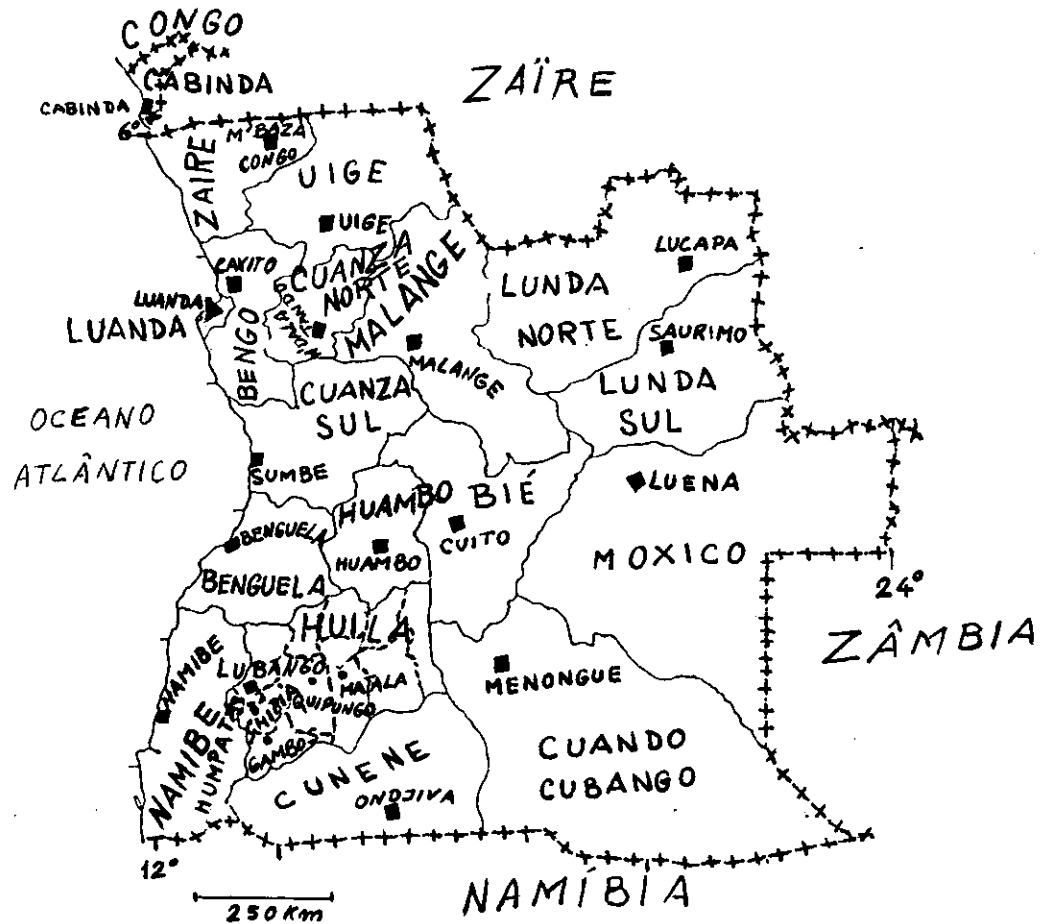 CONGO
CABINDA
CABINDA
6°
ZAÏRE
M'BAZA
CONGO
ZAIRE
UIGE
UIGE
CAXITO
CUANZA
NORTE
N'DALATANDO
MALANGE
MALANGE
LUCAPA
LUNDA
NORTE
SAURIMO
LUNDA
SUL
LUANDA
LUANDA
BENGO
CUANZA
SUL
OCEANO
ATLÂNTICO
SUMBE
HUAMBO
HUAMBO
BIÉ
CUITO
LUENA
MOXICO
24°
BENGUELA
BENGUELA
ZÂMBIA
HUILA
LUBANGO
MATALA
QUIPUNGO
CHIBIA
HUMPATA
GAMBOS
NAMIBE
NAMIBE
MENONGUE
CUANDO
CUBANGO
CUNENE
ONDJIVA
12°
NAMÍBIA
250 Km